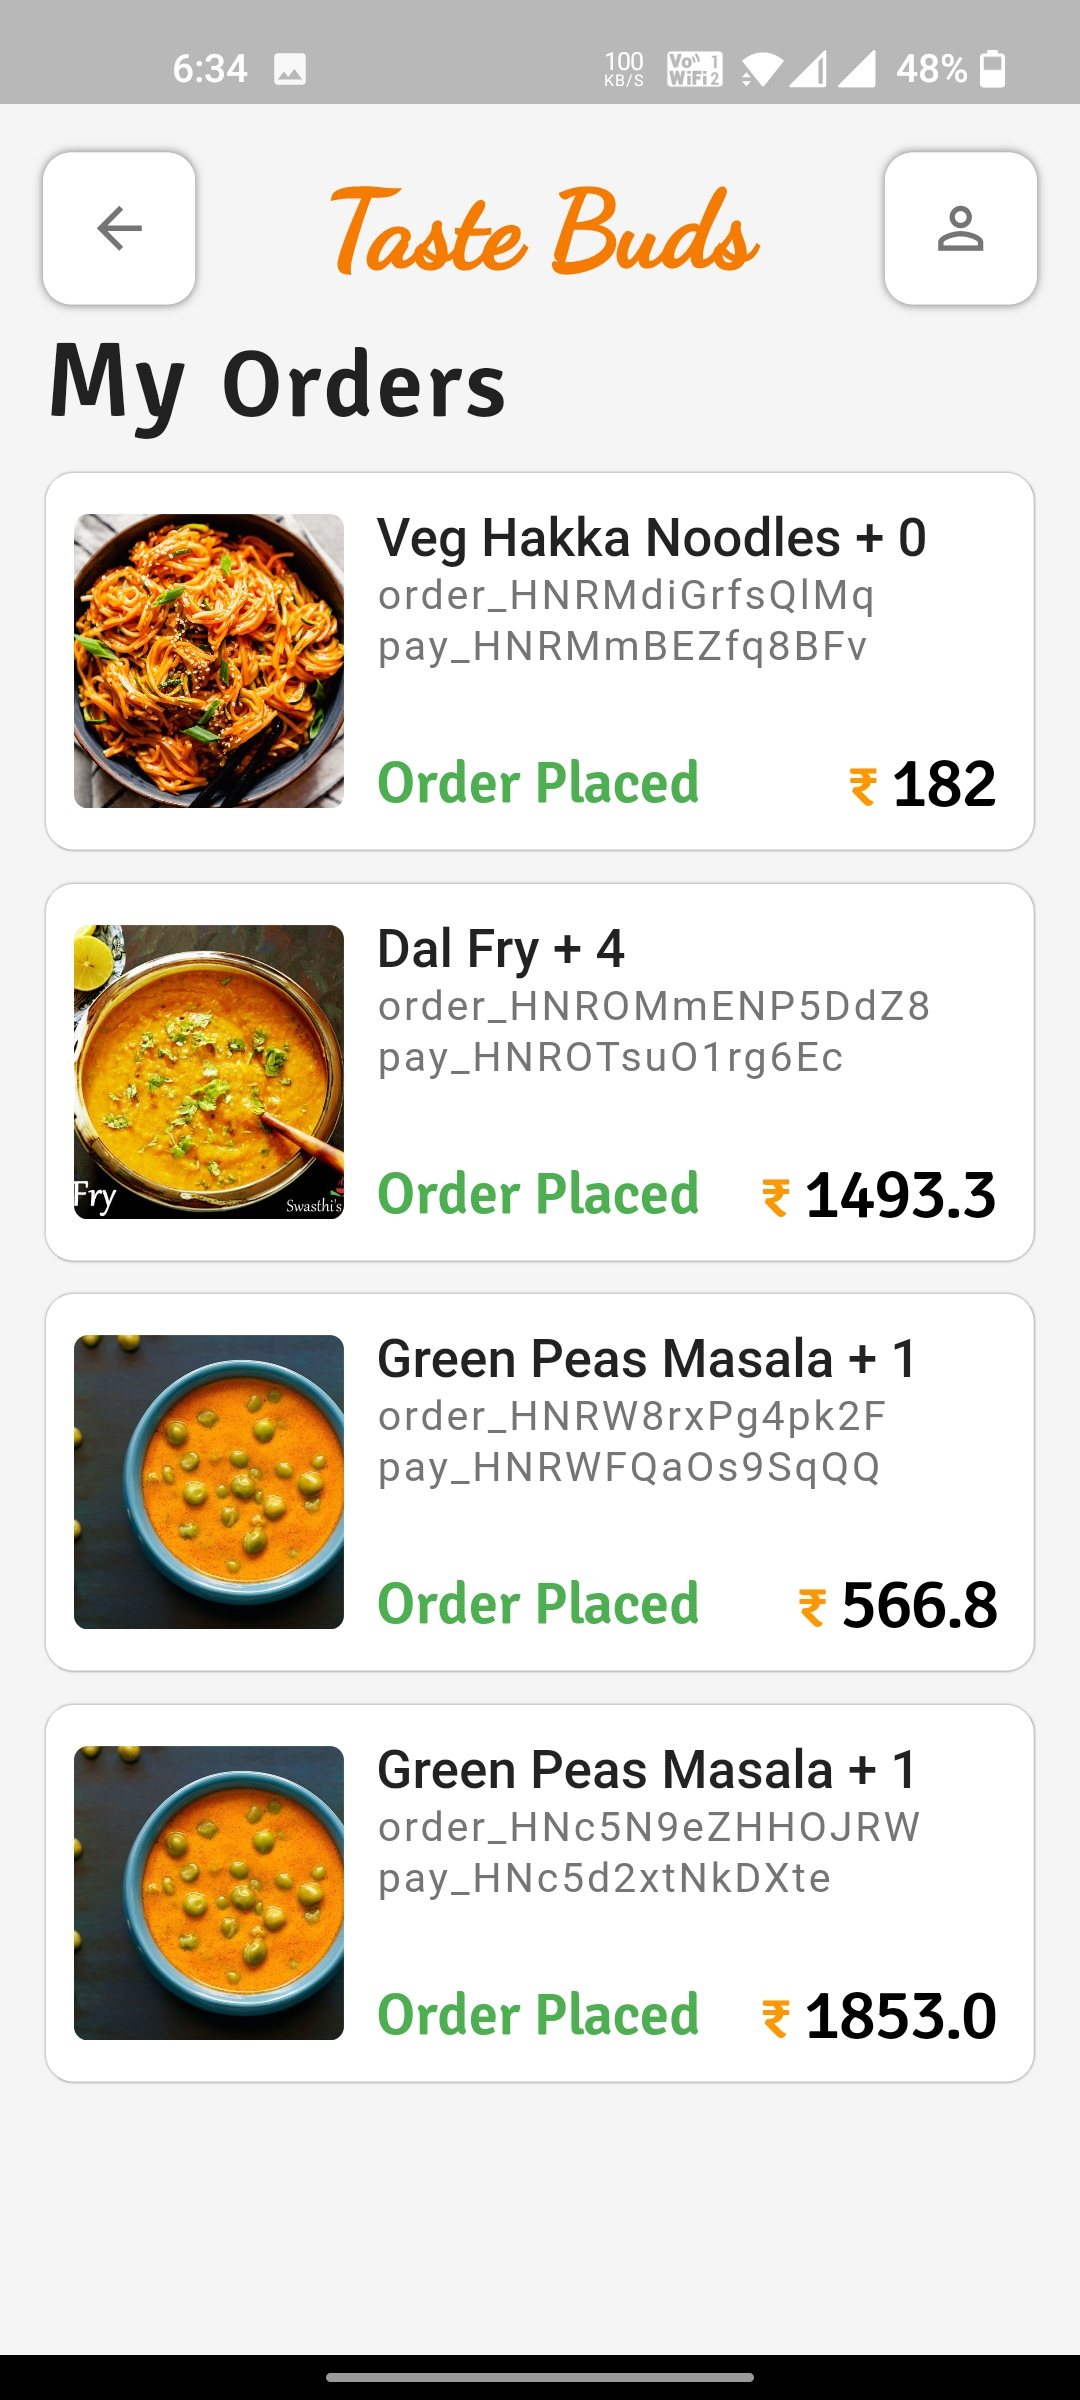 6:34
100
KB/S
Vo 1
WiFi 2
48%
Taste Buds
My Orders
Veg Hakka Noodles + 0
order_HNRMdiGrfsQlMq
pay_HNRMmBEZfq8BFv
Order Placed
₹ 182
Dal Fry + 4
order_HNROMmENP5DdZ8
pay_HNROTsuO1rg6Ec
Fry
Swasthi's
Order Placed
₹ 1493.3
Green Peas Masala + 1
order_HNRW8rxPg4pk2F
pay_HNRWFQaOs9SqQQ
Order Placed
₹ 566.8
Green Peas Masala + 1
order_HNc5N9eZHHOJRW
pay_HNc5d2xtNkDXte
Order Placed
₹ 1853.0